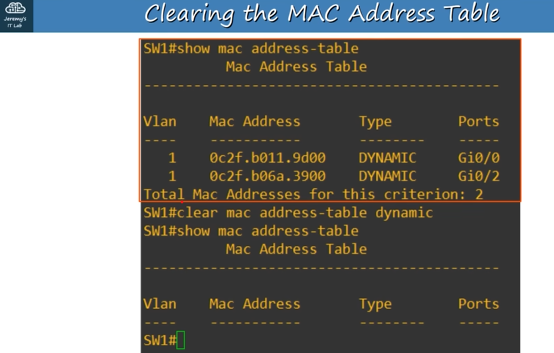 Jeremy's
IT Lab
Clearing the MAC Address Table
SW1#show mac address-table
Mac Address Table
-------------------------------------------
Vlan Mac Address Type Ports
---- ----------- -------- -----
1 0c2f.b011.9d00 DYNAMIC Gi0/0
1 0c2f.b06a.3900 DYNAMIC Gi0/2
Total Mac Addresses for this criterion: 2
SW1#clear mac address-table dynamic
SW1#show mac address-table
Mac Address Table
-------------------------------------------
Vlan Mac Address Type Ports
---- ----------- -------- -----
SW1#